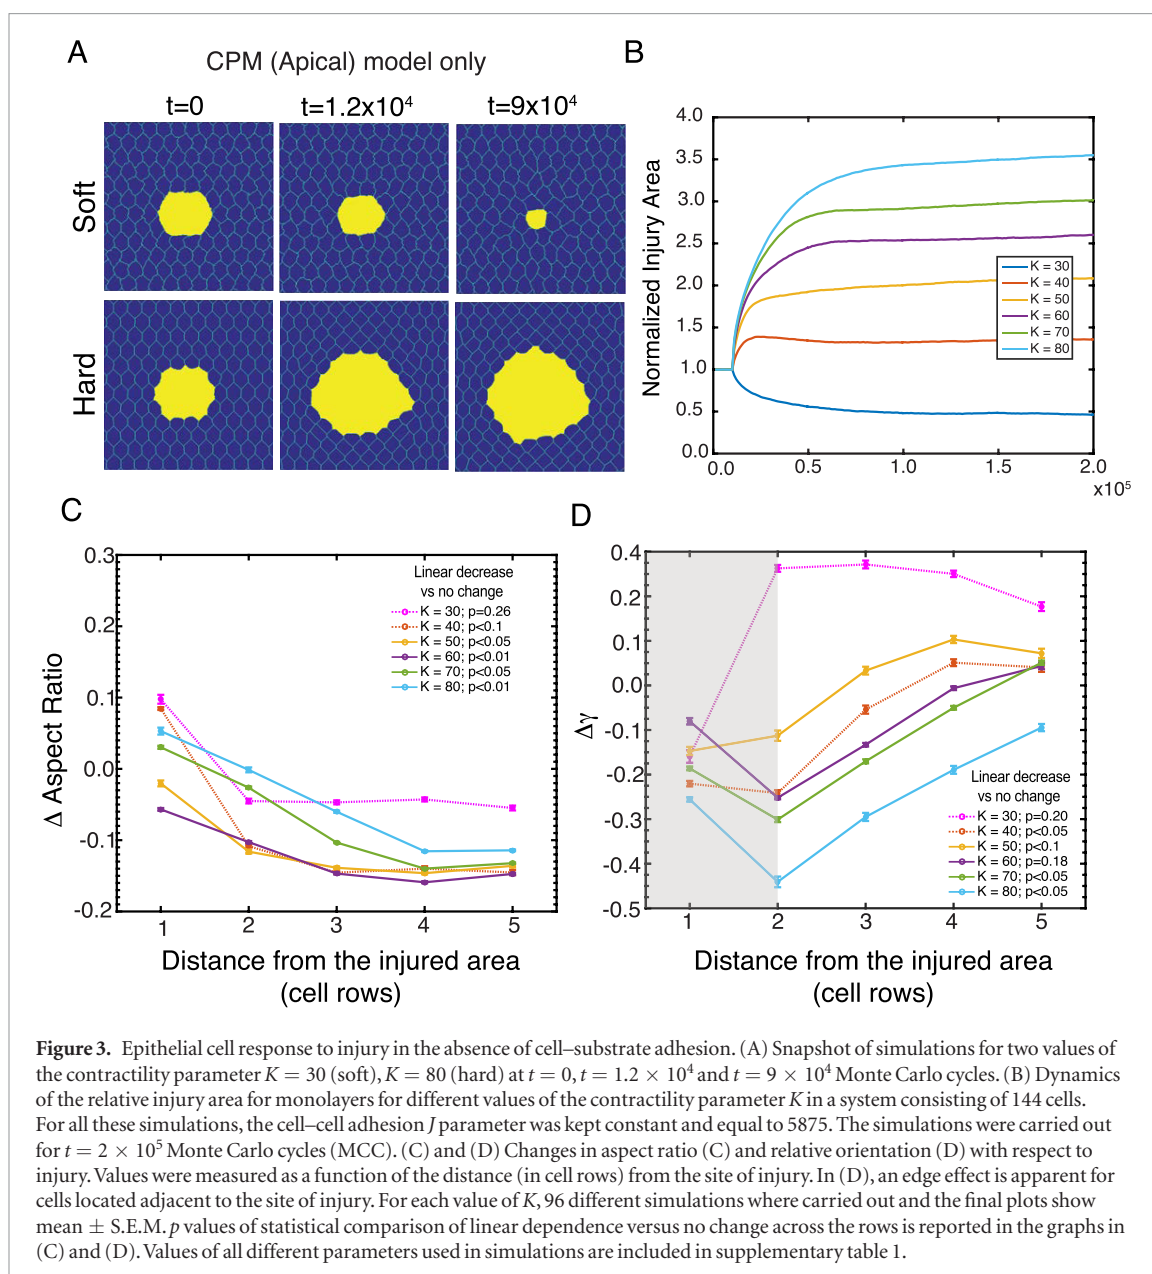 A
CPM (Apical) model only
t=0
t=1.2x10⁴
t=9x10⁴
Soft
Hard
B
Normalized Injury Area
4.0
3.5
3.0
2.5
2.0
1.5
1.0
0.5
0.0
0.0
0.5
1.0
1.5
2.0
x10⁵
K = 30
K = 40
K = 50
K = 60
K = 70
K = 80
C
Δ Aspect Ratio
0.3
0.2
0.1
0.0
-0.1
-0.2
Linear decrease
vs no change
K = 30; p=0.26
K = 40; p<0.1
K = 50; p<0.05
K = 60; p<0.01
K = 70; p<0.05
K = 80; p<0.01
1
2
3
4
5
Distance from the injured area
(cell rows)
D
Δγ
0.4
0.2
0.1
0.0
-0.1
-0.2
-0.3
-0.4
-0.5
Linear decrease
vs no change
K = 30; p=0.20
K = 40; p<0.05
K = 50; p<0.1
K = 60; p=0.18
K = 70; p<0.05
K = 80; p<0.05
1
2
3
4
5
Distance from the injured area
(cell rows)
Figure 3. Epithelial cell response to injury in the absence of cell–substrate adhesion. (A) Snapshot of simulations for two values of
the contractility parameter K = 30 (soft), K = 80 (hard) at t = 0, t = 1.2 × 10⁴ and t = 9 × 10⁴ Monte Carlo cycles. (B) Dynamics
of the relative injury area for monolayers for different values of the contractility parameter K in a system consisting of 144 cells.
For all these simulations, the cell–cell adhesion J parameter was kept constant and equal to 5875. The simulations were carried out
for t = 2 × 10⁵ Monte Carlo cycles (MCC). (C) and (D) Changes in aspect ratio (C) and relative orientation (D) with respect to
injury. Values were measured as a function of the distance (in cell rows) from the site of injury. In (D), an edge effect is apparent for
cells located adjacent to the site of injury. For each value of K, 96 different simulations where carried out and the final plots show
mean ± S.E.M. p values of statistical comparison of linear dependence versus no change across the rows is reported in the graphs in
(C) and (D). Values of all different parameters used in simulations are included in supplementary table 1.